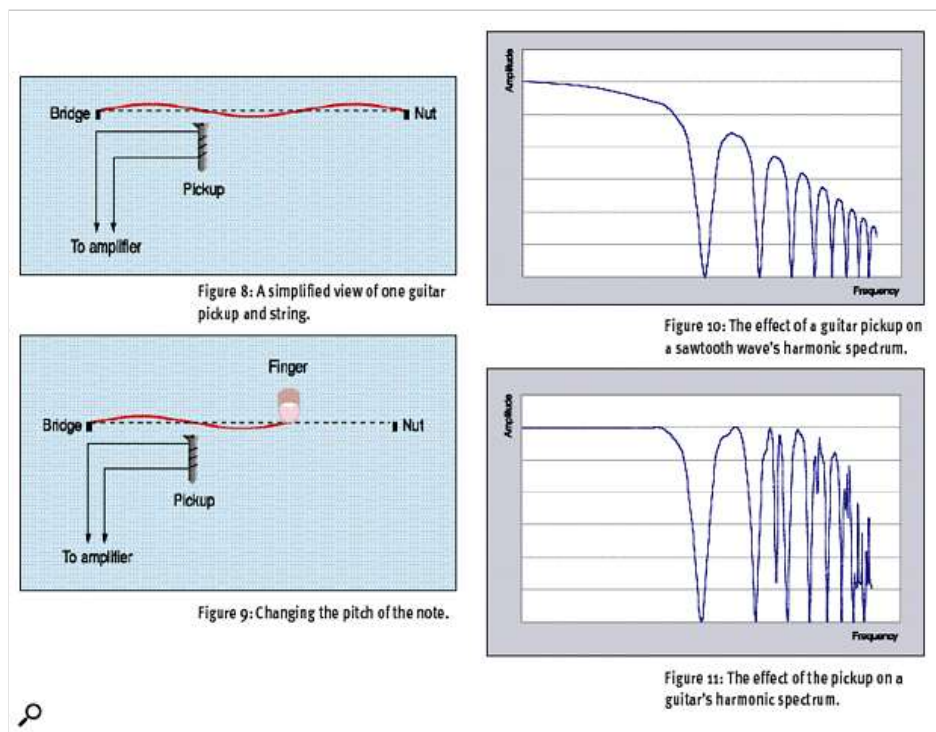 Bridge
Nut
Pickup
To amplifier
Figure 8: A simplified view of one guitar
pickup and string.
Finger
Bridge
Nut
Pickup
To amplifier
Figure 9: Changing the pitch of the note.
Amplitude
Frequency
Figure 10: The effect of a guitar pickup on
a sawtooth wave's harmonic spectrum.
Amplitude
Frequency
Figure 11: The effect of the pickup on a
guitar's harmonic spectrum.